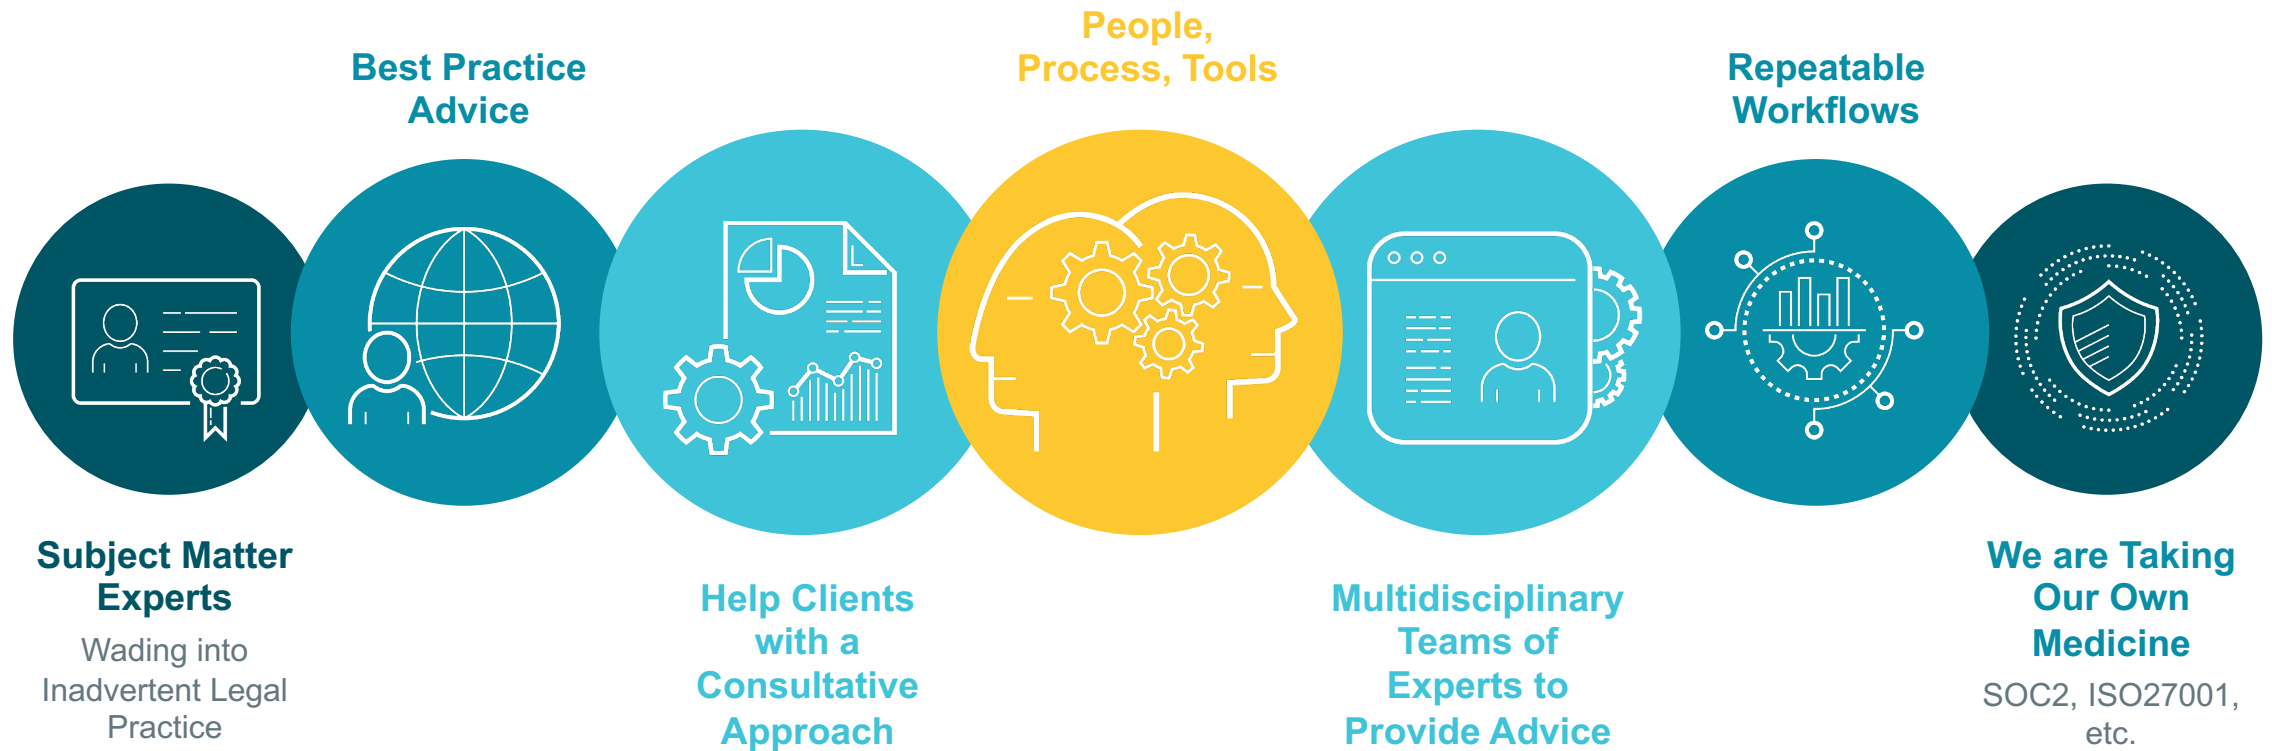 Subject Matter
Experts
Wading into
Inadvertent Legal
Practice
Best Practice
Advice
Help Clients
with a
Consultative
Approach
People,
Process, Tools
Multidisciplinary
Teams of
Experts to
Provide Advice
Repeatable
Workflows
We are Taking
Our Own
Medicine
SOC2, ISO27001,
etc.